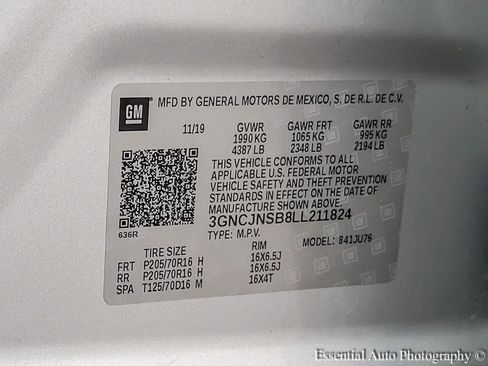 GM
MFD BY GENERAL MOTORS DE MEXICO, S. DE R.L. DE C.V.
11/19 GVWR GAWR FRT GAWR RR
1990 KG 1065 KG 995 KG
4387 LB 2348 LB 2194 LB
THIS VEHICLE CONFORMS TO ALL
APPLICABLE U.S. FEDERAL MOTOR
VEHICLE SAFETY AND THEFT PREVENTION
STANDARDS IN EFFECT ON THE DATE OF
MANUFACTURE SHOWN ABOVE.
3GNCJNSB8LL211824
636R TYPE: M.P.V. MODEL: 841JU76
TIRE SIZE RIM
FRT P205/70R16 H 16X6.5J
RR P205/70R16 H 16X6.5J
SPA T125/70D16 M 16X4T
Essential Auto Photography ©